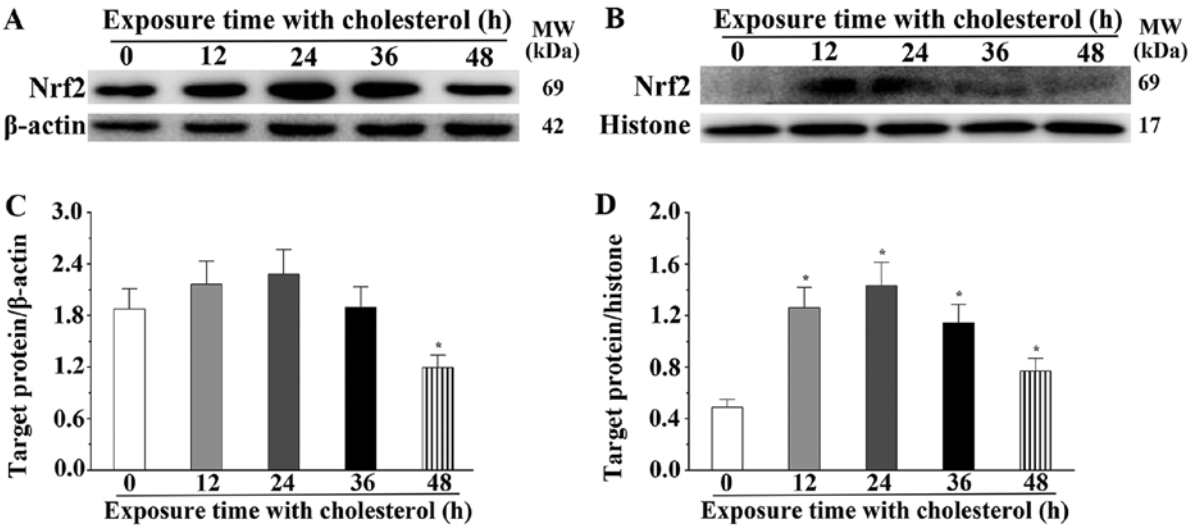 A
Exposure time with cholesterol (h)
MW
(kDa)
0 12 24 36 48
Nrf2 69
β-actin 42
B
Exposure time with cholesterol (h)
MW
(kDa)
0 12 24 36 48
Nrf2 69
Histone 17
C
Target protein/β-actin
3.0
2.4
1.8
1.2
0.6
0.0
*
0 12 24 36 48
Exposure time with cholesterol (h)
D
Target protein/histone
2.0
1.6
1.2
0.8
0.4
0.0
* * * *
0 12 24 36 48
Exposure time with cholesterol (h)